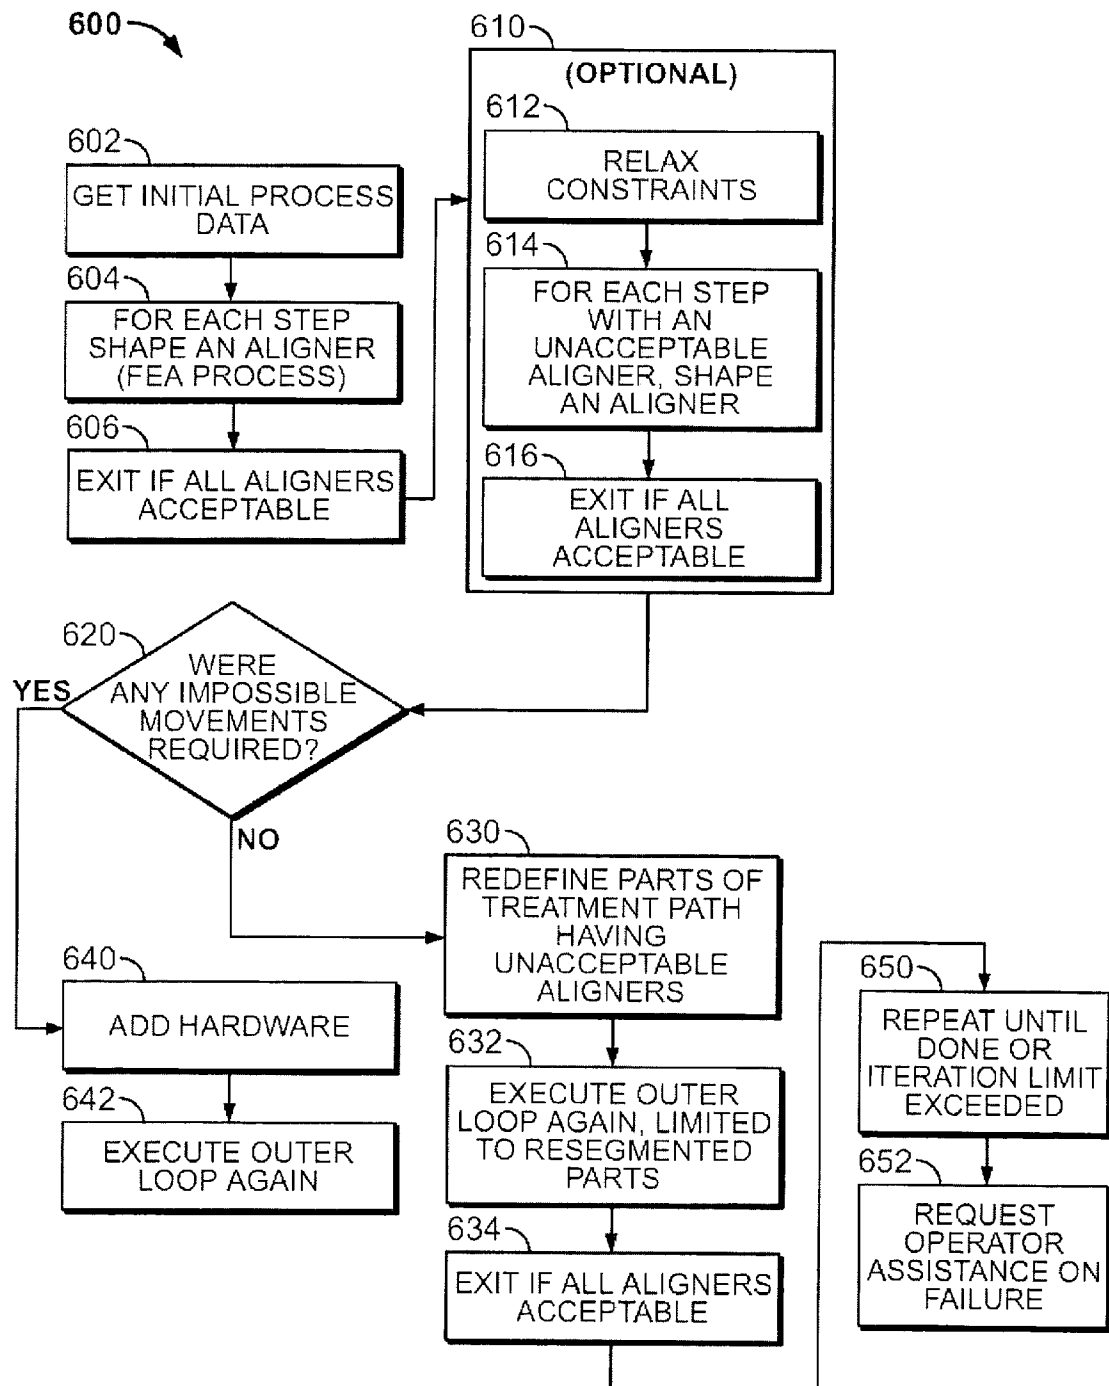 600
602
GET INITIAL PROCESS
DATA
604
FOR EACH STEP
SHAPE AN ALIGNER
(FEA PROCESS)
606
EXIT IF ALL ALIGNERS
ACCEPTABLE
610
(OPTIONAL)
612
RELAX
CONSTRAINTS
614
FOR EACH STEP
WITH AN
UNACCEPTABLE
ALIGNER, SHAPE
AN ALIGNER
616
EXIT IF ALL
ALIGNERS
ACCEPTABLE
620
WERE
ANY IMPOSSIBLE
MOVEMENTS
REQUIRED?
YES
NO
640
ADD HARDWARE
642
EXECUTE OUTER
LOOP AGAIN
630
REDEFINE PARTS OF
TREATMENT PATH
HAVING
UNACCEPTABLE
ALIGNERS
632
EXECUTE OUTER
LOOP AGAIN, LIMITED
TO RESEGMENTED
PARTS
634
EXIT IF ALL ALIGNERS
ACCEPTABLE
650
REPEAT UNTIL
DONE OR
ITERATION LIMIT
EXCEEDED
652
REQUEST
OPERATOR
ASSISTANCE ON
FAILURE